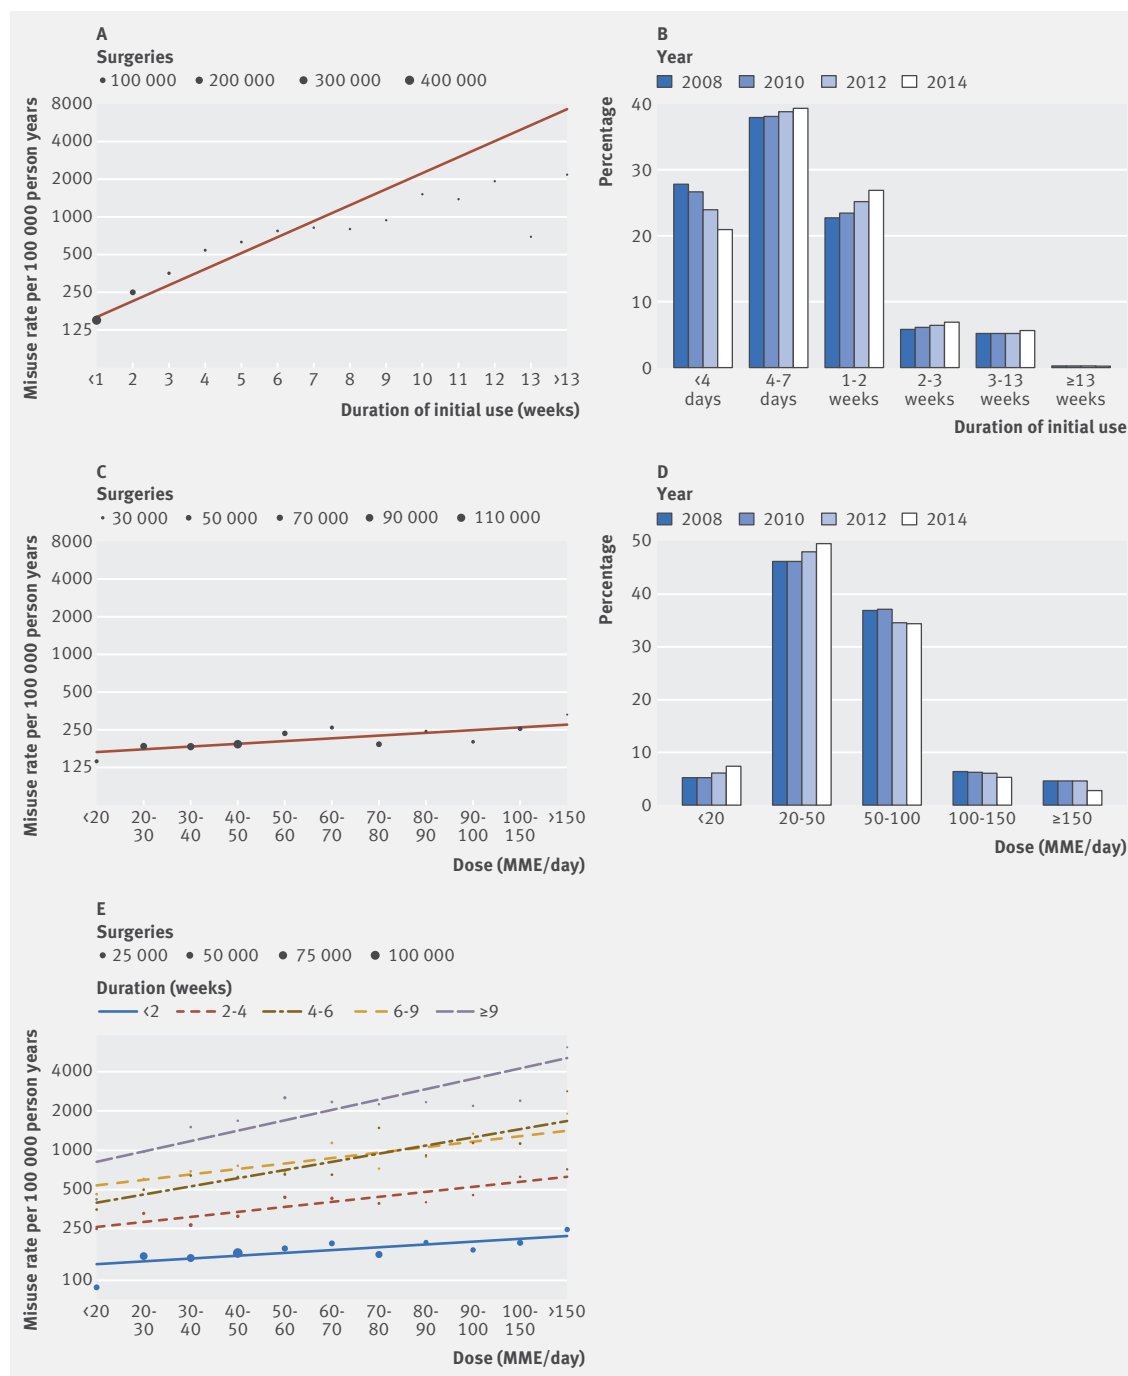 A
Surgeries
100 000 200 000 300 000 400 000
Misuse rate per 100 000 person years
8000
4000
2000
1000
500
250
125
<1 2 3 4 5 6 7 8 9 10 11 12 13 >13
Duration of initial use (weeks)
B
Year
2008 2010 2012 2014
Percentage
40
30
20
10
0
<4 4-7 1-2 2-3 3-13 ≥13
days days weeks weeks weeks weeks
Duration of initial use
C
Surgeries
30 000 50 000 70 000 90 000 110 000
Misuse rate per 100 000 person years
8000
4000
2000
1000
500
250
125
<20 20- 30- 40- 50- 60- 70- 80- 90- 100- >150
30 40 50 60 70 80 90 100 150
Dose (MME/day)
D
Year
2008 2010 2012 2014
Percentage
50
40
30
20
10
0
<20 20-50 50-100 100-150 ≥150
Dose (MME/day)
E
Surgeries
25 000 50 000 75 000 100 000
Duration (weeks)
<2 2-4 4-6 6-9 ≥9
Misuse rate per 100 000 person years
4000
2000
1000
500
250
100
<20 20- 30- 40- 50- 60- 70- 80- 90- 100- >150
30 40 50 60 70 80 90 100 150
Dose (MME/day)